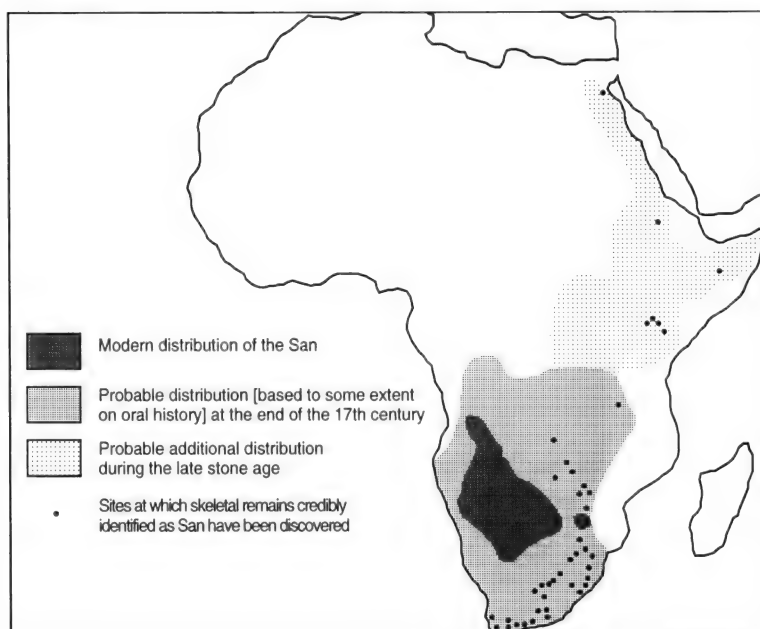 Modern distribution of the San
Probable distribution [based to some extent
on oral history] at the end of the 17th century
Probable additional distribution
during the late stone age
Sites at which skeletal remains credibly
identified as San have been discovered